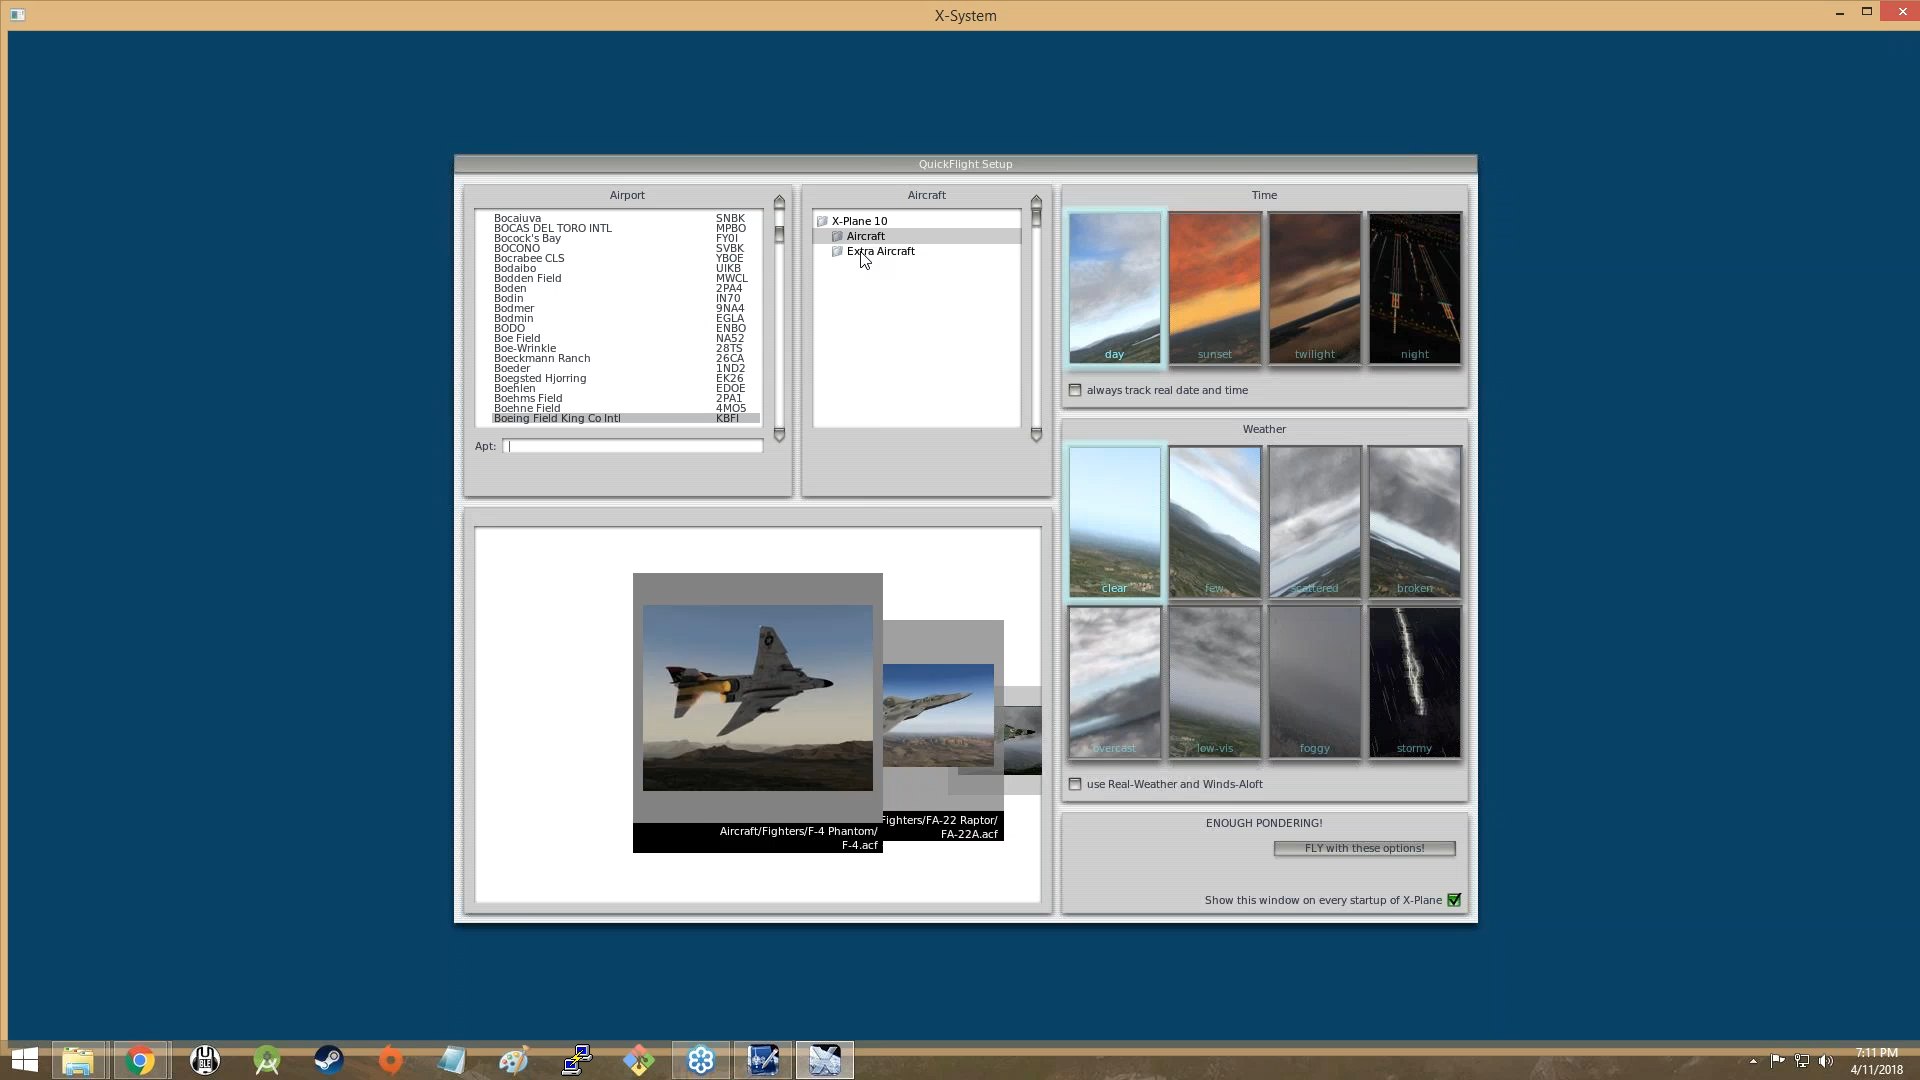 X-System
QuickFlight Setup
Airport
Bocaiuva SNBK
BOCAS DEL TORO INTL MPBO
Bocock's Bay FY0I
BOCONO SVBK
Bocrabee CLS YBOE
Bodaibo UIKB
Bodden Field MWCL
Boden 2PA4
Bodin IN70
Bodmer 9NA4
Bodmin EGLA
BODO ENBO
Boe Field NA52
Boe-Wrinkle 28TS
Boeckmann Ranch 26CA
Boeder 1ND2
Boegsted Hjorring EK26
Boehlen EDOE
Boehms Field 2PA1
Boehne Field 4MO5
Boeing Field King Co Intl KBFI
Apt:
Aircraft
X-Plane 10
Aircraft
Extra Aircraft
Time
day
sunset
twilight
night
always track real date and time
Weather
clear
few
scattered
broken
overcast
low-vis
foggy
stormy
use Real-Weather and Winds-Aloft
Aircraft/Fighters/F-4 Phantom/
F-4.acf
Fighters/FA-22 Raptor/
FA-22A.acf
ENOUGH PONDERING!
FLY with these options!
Show this window on every startup of X-Plane
7:11 PM
4/11/2018